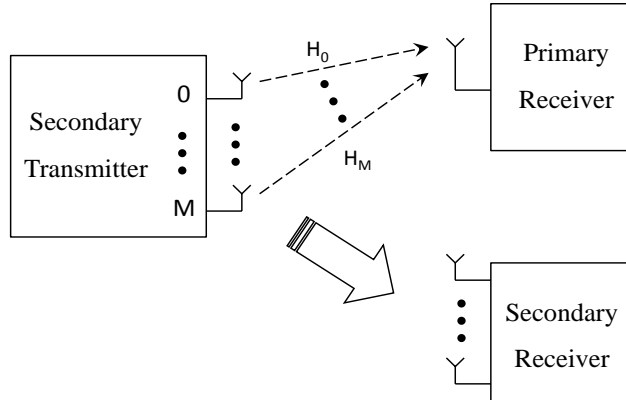 Secondary
Transmitter
0
M
H0
HM
Primary
Receiver
Secondary
Receiver